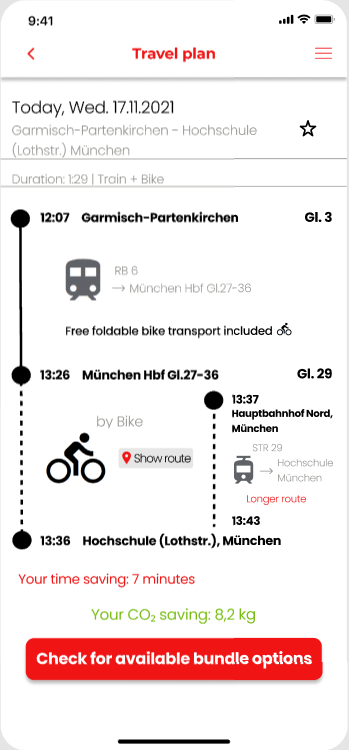 9:41
Travel plan
Today, Wed. 17.11.2021
Garmisch-Partenkirchen - Hochschule
(Lothstr.) München
Duration: 1:29 | Train + Bike
12:07 Garmisch-Partenkirchen Gl. 3
RB 6
→ München Hbf Gl.27-36
Free foldable bike transport included
13:26 München Hbf Gl.27-36 Gl. 29
13:37
Hauptbahnhof Nord,
München
by Bike
Show route
STR 29
→ Hochschule
München
Longer route
13:43
13:36 Hochschule (Lothstr.), München
Your time saving: 7 minutes
Your CO₂ saving: 8,2 kg
Check for available bundle options